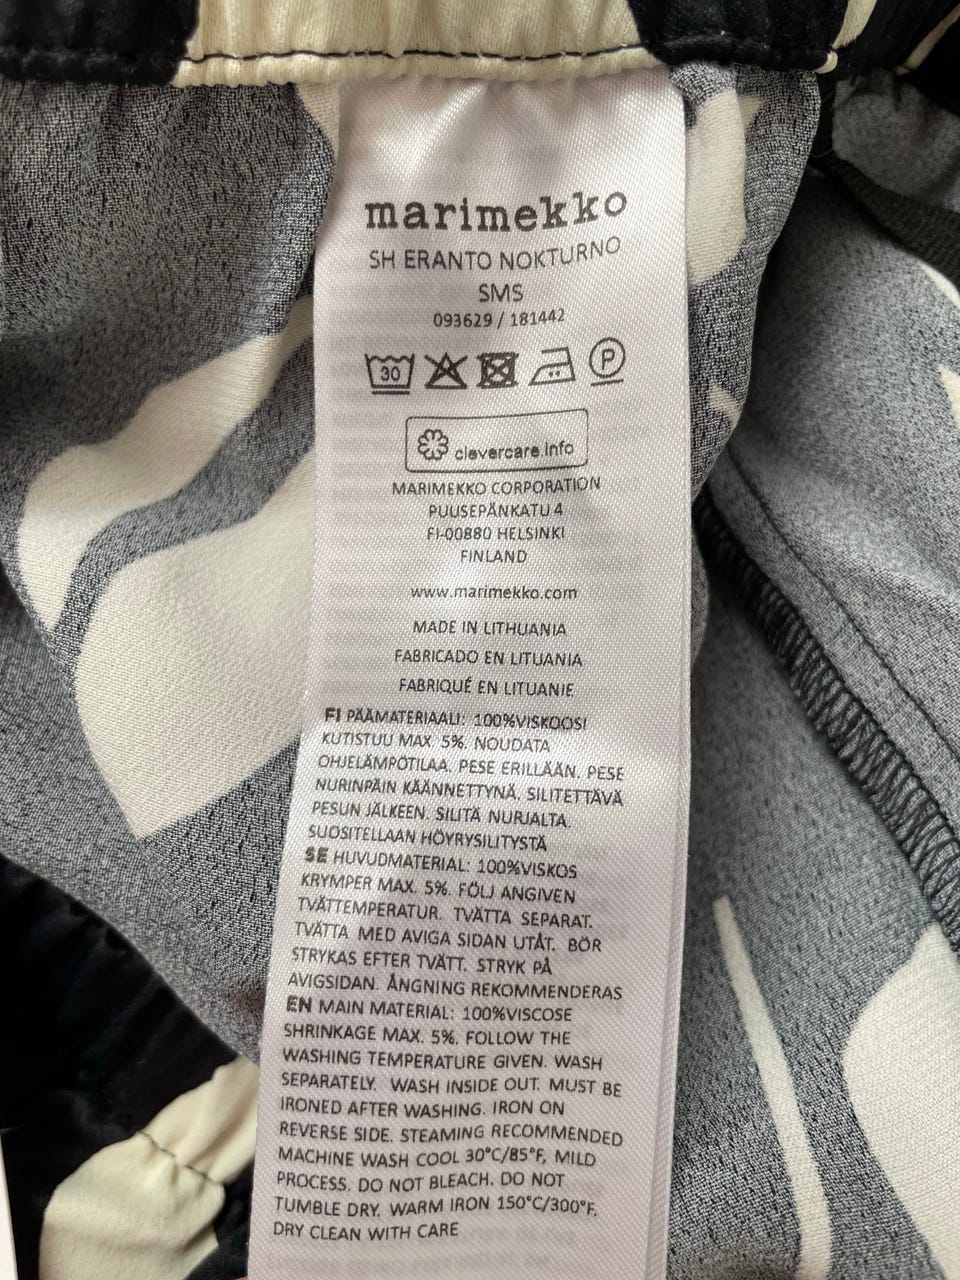 marimekko
SH ERANTO NOKTURNO
SMS
093629 / 181442
30 P
clevercare.info
MARIMEKKO CORPORATION
PUUSEPÄNKATU 4
FI-00880 HELSINKI
FINLAND
www.marimekko.com
MADE IN LITHUANIA
FABRICADO EN LITUANIA
FABRIQUÉ EN LITUANIE
FI PÄÄMATERIAALI: 100%VISKOOSI
KUTISTUU MAX. 5%. NOUDATA
OHJELÄMPÖTILAA. PESE ERILLÄÄN. PESE
NURINPÄIN KÄÄNNETTYNÄ. SILITETTÄVÄ
PESUN JÄLKEEN. SILITÄ NURJALTA.
SUOSITELLAAN HÖYRYSILITYSTÄ
SE HUVUDMATERIAL: 100%VISKOS
KRYMPER MAX. 5%. FÖLJ ANGIVEN
TVÄTTEMPERATUR. TVÄTTA SEPARAT.
TVÄTTA MED AVIGA SIDAN UTÅT. BÖR
STRYKAS EFTER TVÄTT. STRYK PÅ
AVIGSIDAN. ÅNGNING REKOMMENDERAS
EN MAIN MATERIAL: 100%VISCOSE
SHRINKAGE MAX. 5%. FOLLOW THE
WASHING TEMPERATURE GIVEN. WASH
SEPARATELY. WASH INSIDE OUT. MUST BE
IRONED AFTER WASHING. IRON ON
REVERSE SIDE. STEAMING RECOMMENDED
MACHINE WASH COOL 30°C/85°F, MILD
PROCESS. DO NOT BLEACH. DO NOT
TUMBLE DRY. WARM IRON 150°C/300°F.
DRY CLEAN WITH CARE